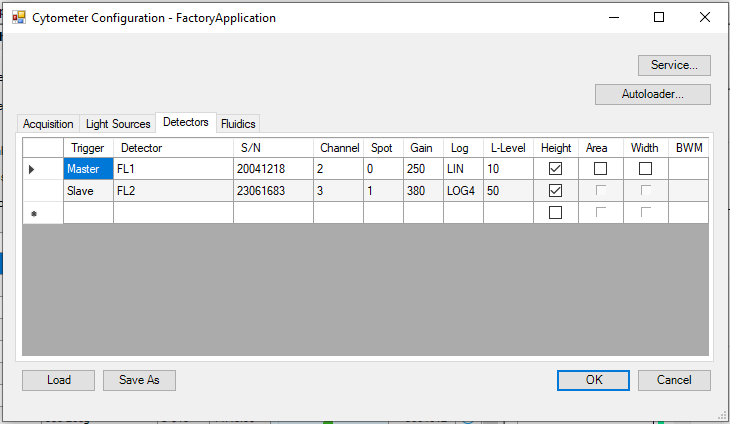 Cytometer Configuration - FactoryApplication
Service...
Autoloader...
Acquisition Light Sources Detectors Fluidics
Trigger Detector S/N Channel Spot Gain Log L-Level Height Area Width BWM
Master FL1 20041218 2 0 250 LIN 10
Slave FL2 23061683 3 1 380 LOG4 50
Load Save As OK Cancel